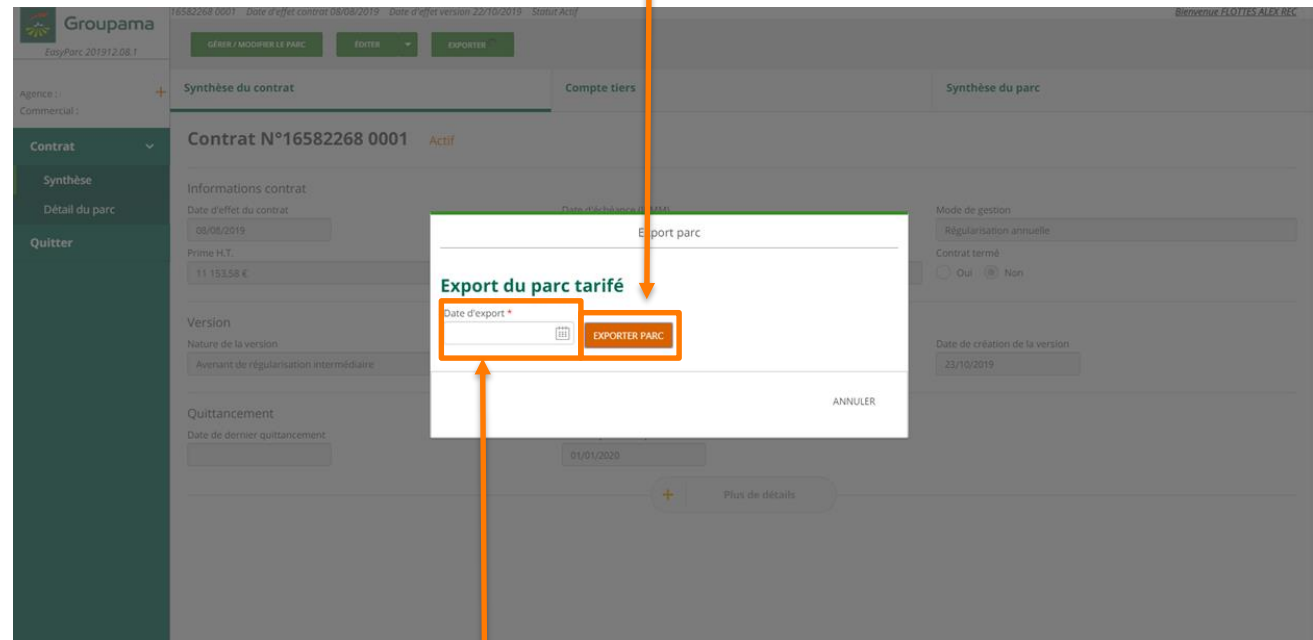 Groupama
EasyParc 201912.08.1
16582268 0001 Date d'effet contrat 08/08/2019 Date d'effet version 22/10/2019 Statut Actif
Bienvenue FLOTTES ALEX REC
GÉRER / MODIFIER LE PARC
ÉDITER
EXPORTER
Agence : -
Commercial :
Synthèse du contrat
Compte tiers
Synthèse du parc
Contrat
Synthèse
Détail du parc
Quitter
Contrat N°16582268 0001 Actif
Informations contrat
Date d'effet du contrat
08/08/2019
Mode de gestion
Régularisation annuelle
Prime H.T.
11 153,58 €
Contrat termé
Oui Non
Export parc
Export du parc tarifé
Date d'export *
EXPORTER PARC
ANNULER
Version
Nature de la version
Avenant de régularisation intermédiaire
Date de création de la version
23/10/2019
Quittancement
Date de dernier quittancement
01/01/2020
+ Plus de détails